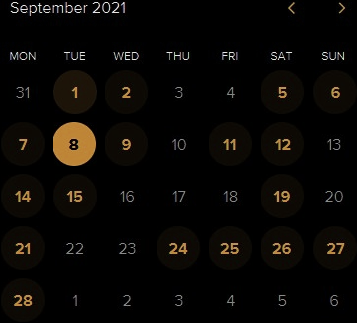 September 2021
MON TUE WED THU FRI SAT SUN
31 1 2 3 4 5 6
7 8 9 10 11 12 13
14 15 16 17 18 19 20
21 22 23 24 25 26 27
28 1 2 3 4 5 6